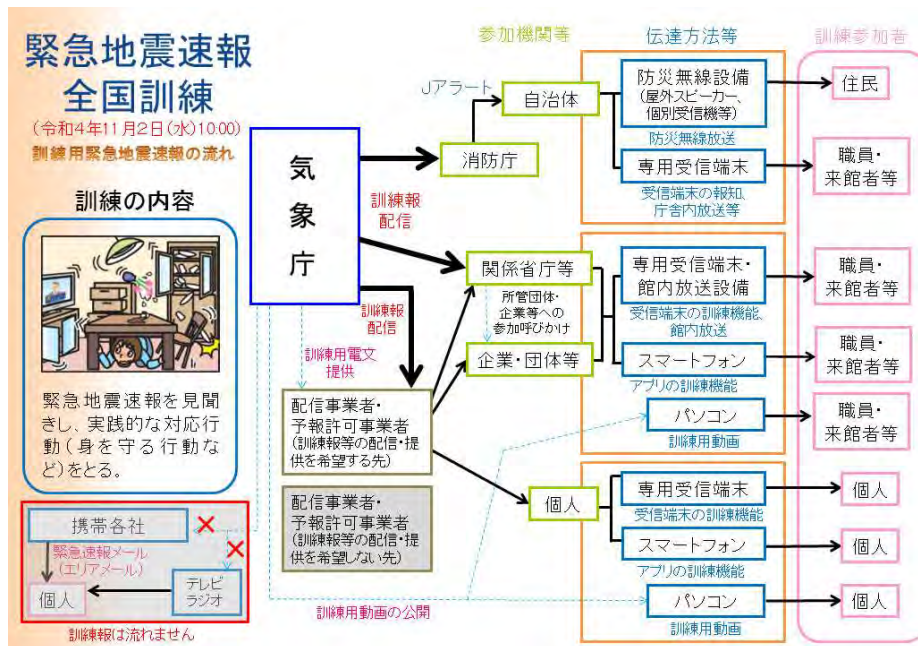 緊急地震速報
全国訓練
(令和4年11月2日(水)10:00)
訓練用緊急地震速報の流れ
訓練の内容
緊急地震速報を見聞
きし、実践的な対応行
動(身を守る行動な
ど)をとる。
携帯各社
緊急速報メール
(エリアメール)
個人
テレビ
ラジオ
訓練報は流れません
気
象
庁
訓練報
配信
訓練報
配信
訓練用電文
提供
配信事業者・
予報許可事業者
(訓練報等の配信・提
供を希望する先)
配信事業者・
予報許可事業者
(訓練報等の配信・提
供を希望しない先)
訓練用動画の公開
参加機関等
Jアラート
自治体
消防庁
関係省庁等
所管団体・
企業等への
参加呼びかけ
企業・団体等
個人
伝達方法等
防災無線設備
(屋外スピーカー、
個別受信機等)
防災無線放送
専用受信端末
受信端末の報知、
庁舎内放送等
専用受信端末・
館内放送設備
受信端末の訓練機能、
館内放送
スマートフォン
アプリの訓練機能
パソコン
訓練用動画
専用受信端末
受信端末の訓練機能
スマートフォン
アプリの訓練機能
パソコン
訓練用動画
訓練参加者
住民
職員・
来館者等
職員・
来館者等
職員・
来館者等
職員・
来館者等
個人
個人
個人